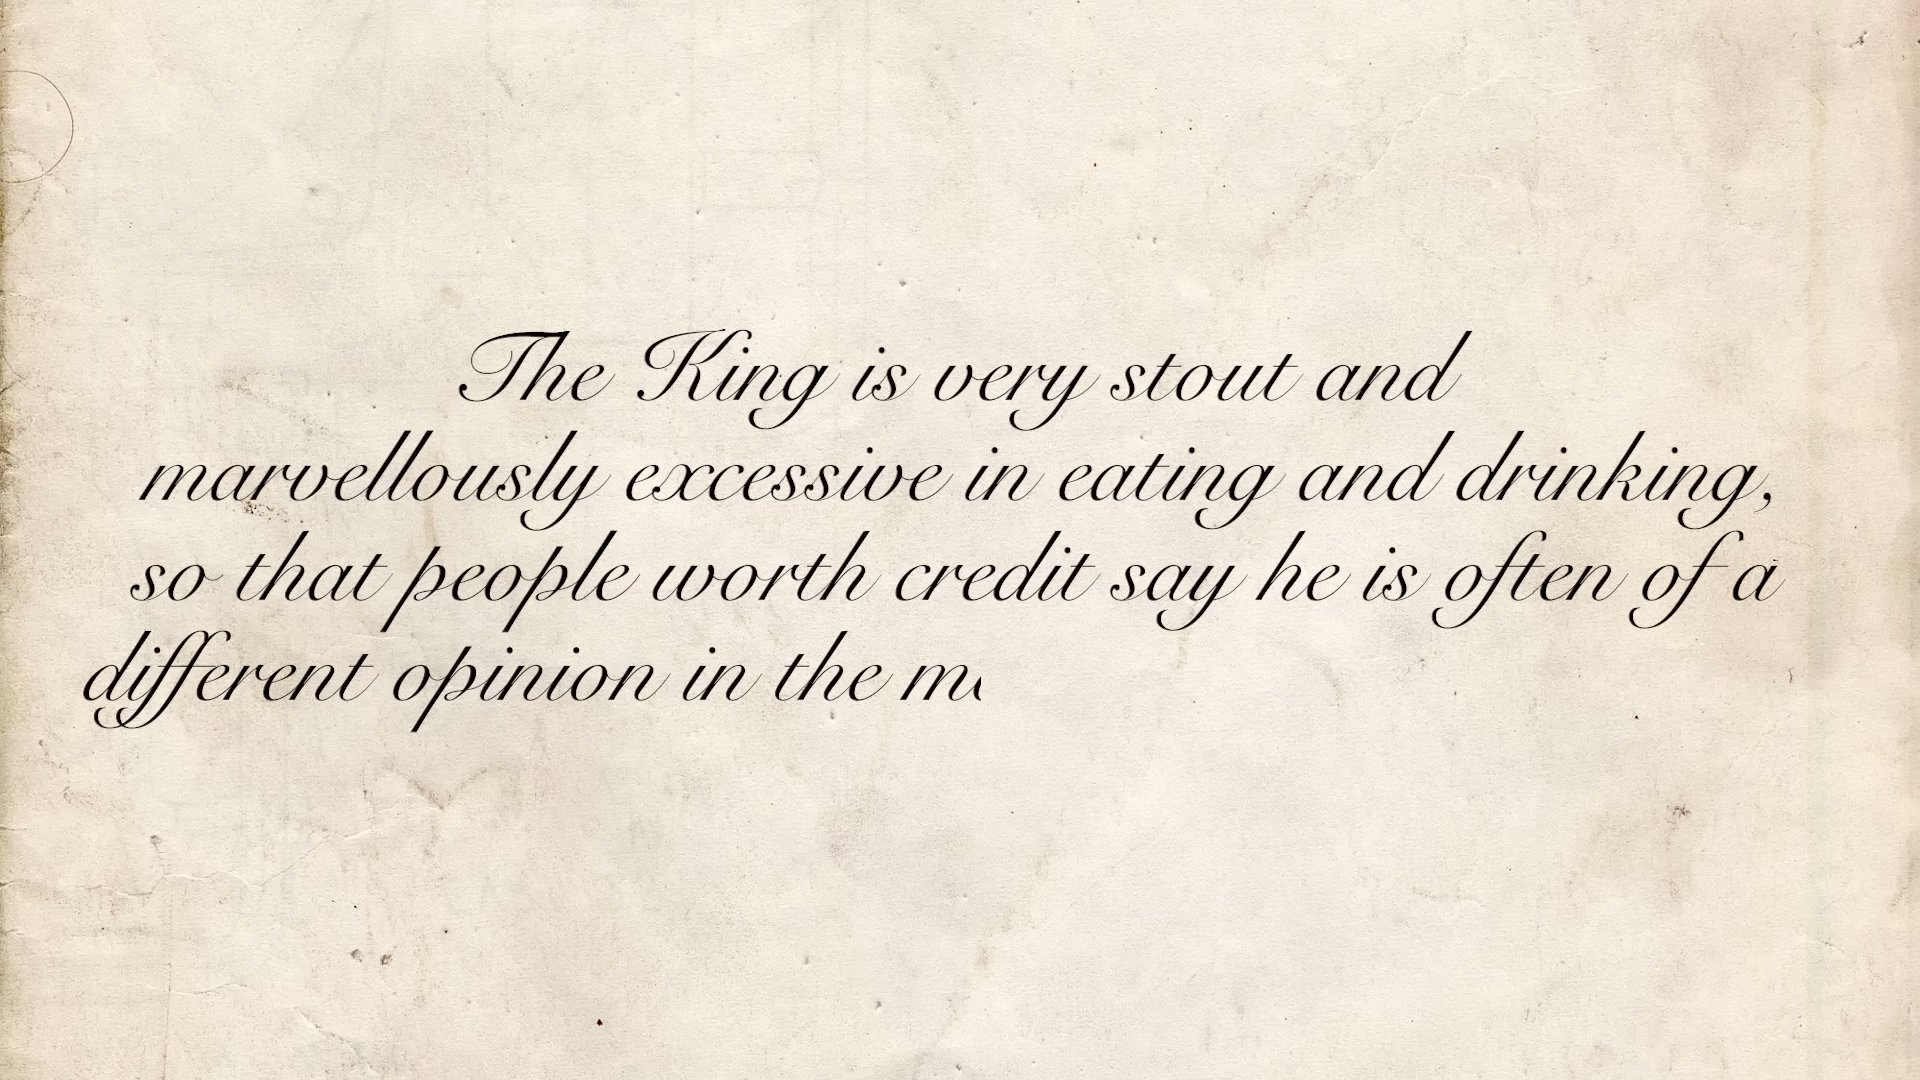 The King is very stout and
marvellously excessive in eating and drinking,
so that people worth credit say he is often of a
different opinion in the m